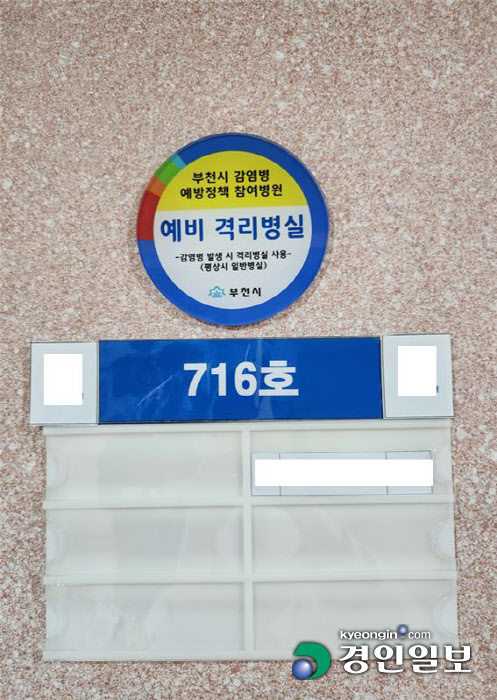 부천시 감염병
예방정책 참여병원
예비 격리병실
-감염병 발생 시 격리병실 사용-
(평상시 일반병실)
부천시
716호
kyeongin.com
경인일보